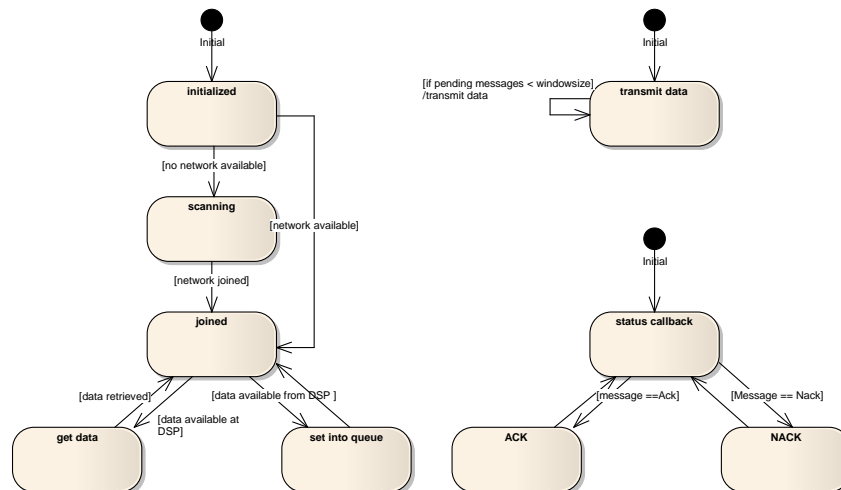 Initial
initialized
[no network available]
scanning
[network available]
[network joined]
joined
[data retrieved]
[data available from DSP ]
[data available at
DSP]
get data
set into queue
Initial
[if pending messages < windowsize]
/transmit data
transmit data
Initial
status callback
[message ==Ack]
[Message == Nack]
ACK
NACK